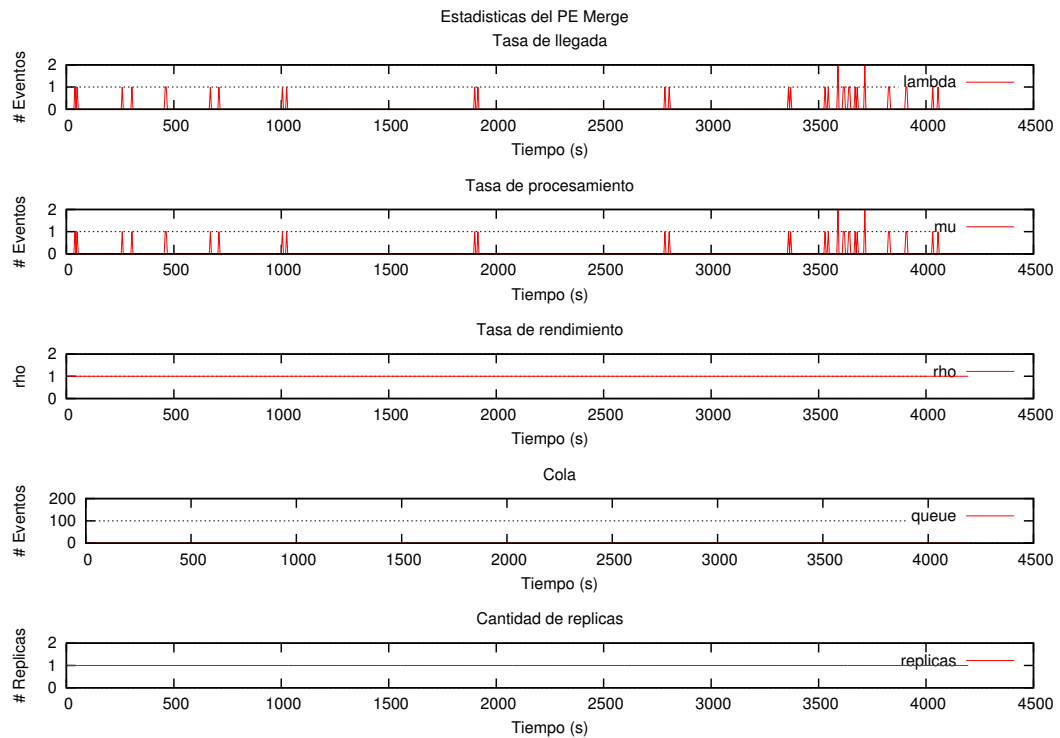 Estadisticas del PE Merge
Tasa de llegada
# Eventos
2
1
0
lambda
0 500 1000 1500 2000 2500 3000 3500 4000 4500
Tiempo (s)
Tasa de procesamiento
# Eventos
2
1
0
mu
0 500 1000 1500 2000 2500 3000 3500 4000 4500
Tiempo (s)
Tasa de rendimiento
rho
2
1
0
rho
0 500 1000 1500 2000 2500 3000 3500 4000 4500
Tiempo (s)
Cola
# Eventos
200
100
0
queue
0 500 1000 1500 2000 2500 3000 3500 4000 4500
Tiempo (s)
Cantidad de replicas
# Replicas
2
1
0
replicas
0 500 1000 1500 2000 2500 3000 3500 4000 4500
Tiempo (s)